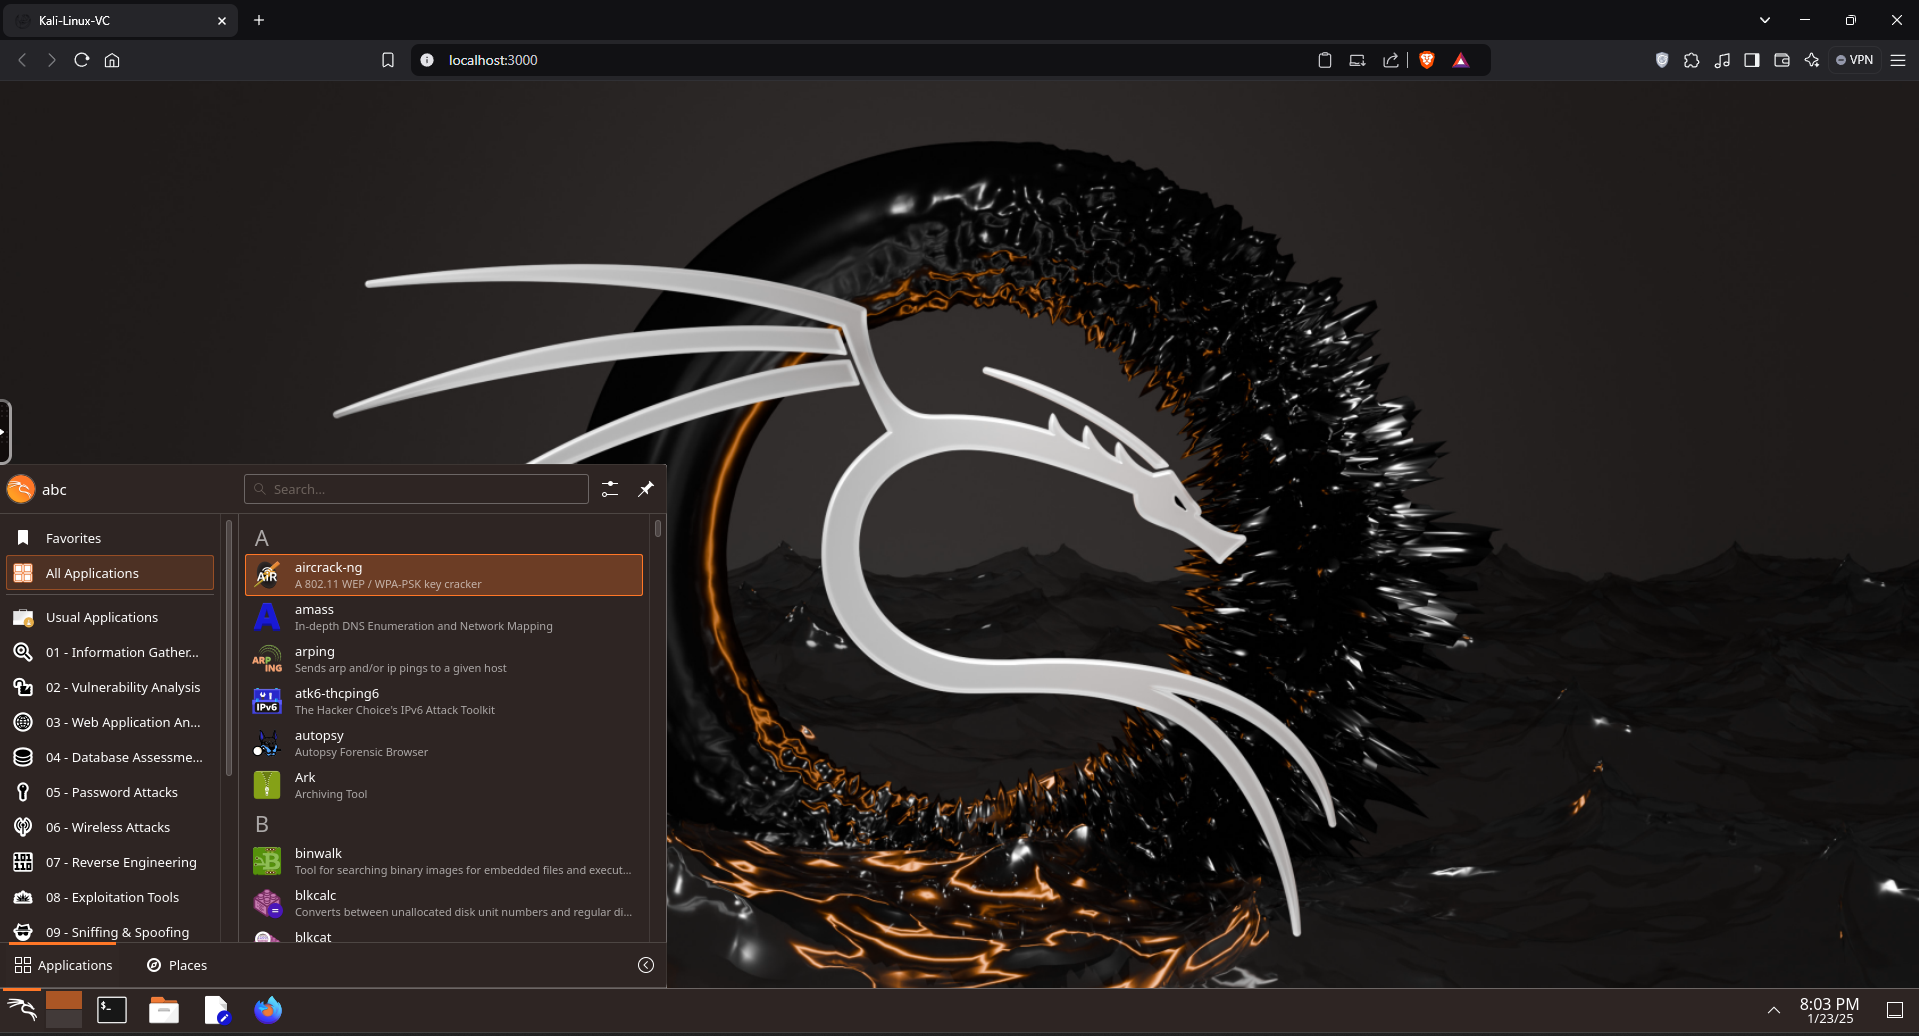 Kali-Linux-VC
localhost:3000
VPN
abc
Search...
Favorites
All Applications
Usual Applications
01 - Information Gather...
02 - Vulnerability Analysis
03 - Web Application An...
04 - Database Assessme...
05 - Password Attacks
06 - Wireless Attacks
07 - Reverse Engineering
08 - Exploitation Tools
09 - Sniffing & Spoofing
A
aircrack-ng
A 802.11 WEP / WPA-PSK key cracker
amass
In-depth DNS Enumeration and Network Mapping
arping
Sends arp and/or ip pings to a given host
atk6-thcping6
The Hacker Choice's IPv6 Attack Toolkit
autopsy
Autopsy Forensic Browser
Ark
Archiving Tool
B
binwalk
Tool for searching binary images for embedded files and execut...
blkcalc
Converts between unallocated disk unit numbers and regular di...
blkcat
Applications
Places
8:03 PM
1/23/25